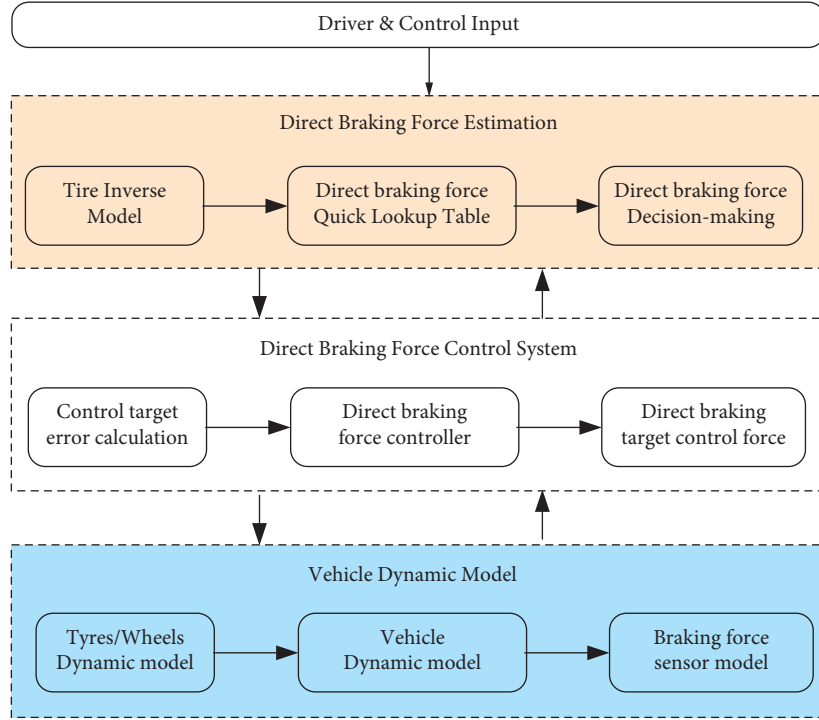 Driver & Control Input
Direct Braking Force Estimation
Tire Inverse
Model
Direct braking force
Quick Lookup Table
Direct braking force
Decision-making
Direct Braking Force Control System
Control target
error calculation
Direct braking
force controller
Direct braking
target control force
Vehicle Dynamic Model
Tyres/Wheels
Dynamic model
Vehicle
Dynamic model
Braking force
sensor model